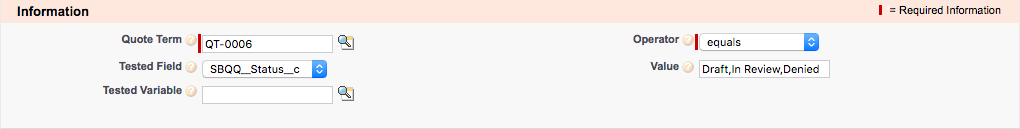 Information
= Required Information
Quote Term ? QT-0006
Operator ? equals
Tested Field ? SBQQ__Status__c
Value ? Draft,In Review,Denied
Tested Variable ?